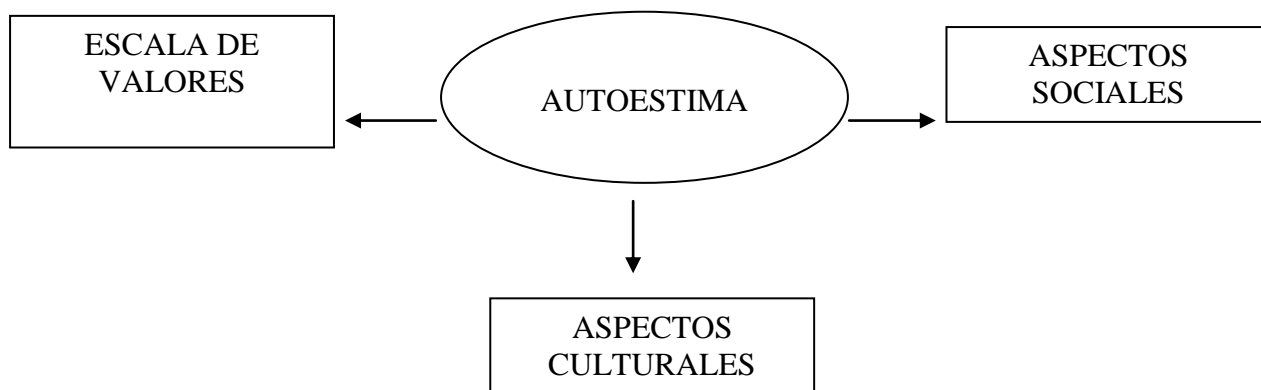 ESCALA DE
VALORES
AUTOESTIMA
ASPECTOS
SOCIALES
ASPECTOS
CULTURALES